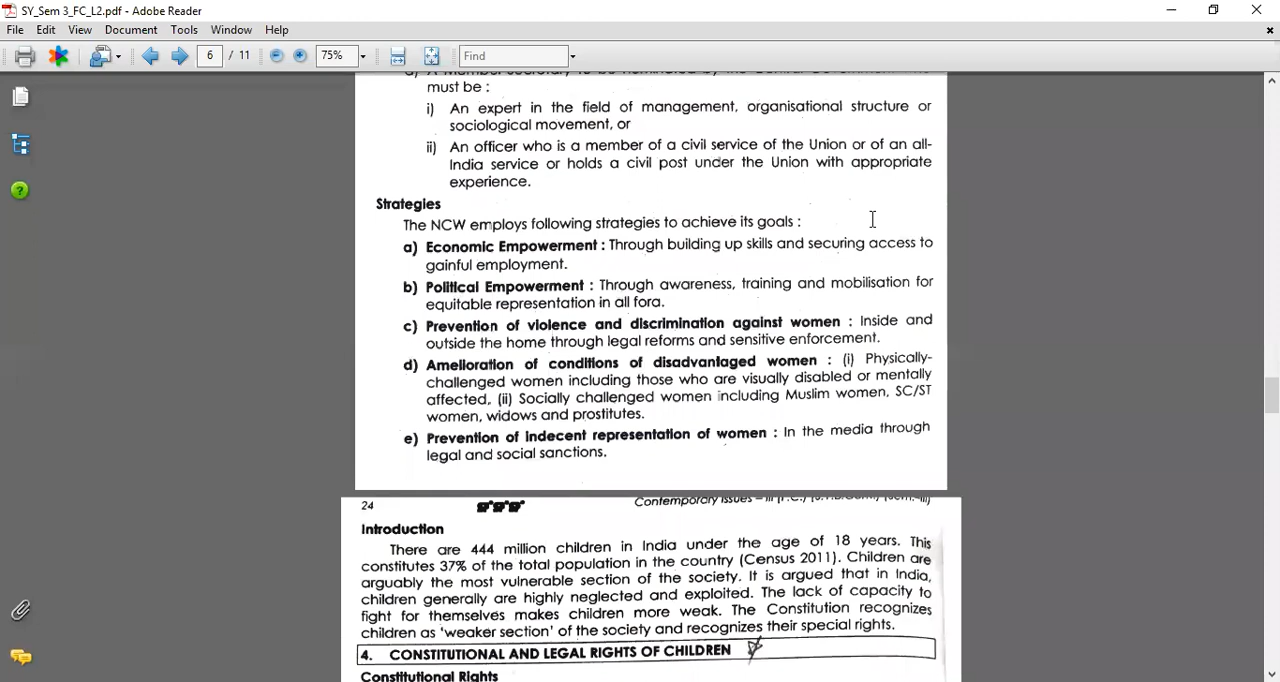 SY_Sem 3_FC_L2.pdf - Adobe Reader
File Edit View Document Tools Window Help
6 / 11 75% Find
must be :
i) An expert in the field of management, organisational structure or
sociological movement, or
ii) An officer who is a member of a civil service of the Union or of an all-
India service or holds a civil post under the Union with appropriate
experience.
Strategies
The NCW employs following strategies to achieve its goals :
a) Economic Empowerment : Through building up skills and securing access to
gainful employment.
b) Political Empowerment : Through awareness, training and mobilisation for
equitable representation in all fora.
c) Prevention of violence and discrimination against women : Inside and
outside the home through legal reforms and sensitive enforcement.
d) Amelioration of conditions of disadvantaged women : (i) Physically-
challenged women including those who are visually disabled or mentally
affected, (ii) Socially challenged women including Muslim women, SC/ST
women, widows and prostitutes.
e) Prevention of indecent representation of women : In the media through
legal and social sanctions.
24 Contemporary Issues – III
Introduction
There are 444 million children in India under the age of 18 years. This
constitutes 37% of the total population in the country (Census 2011). Children are
arguably the most vulnerable section of the society. It is argued that in India,
children generally are highly neglected and exploited. The lack of capacity to
fight for themselves makes children more weak. The Constitution recognizes
children as 'weaker section' of the society and recognizes their special rights.
4. CONSTITUTIONAL AND LEGAL RIGHTS OF CHILDREN
Constitutional Rights